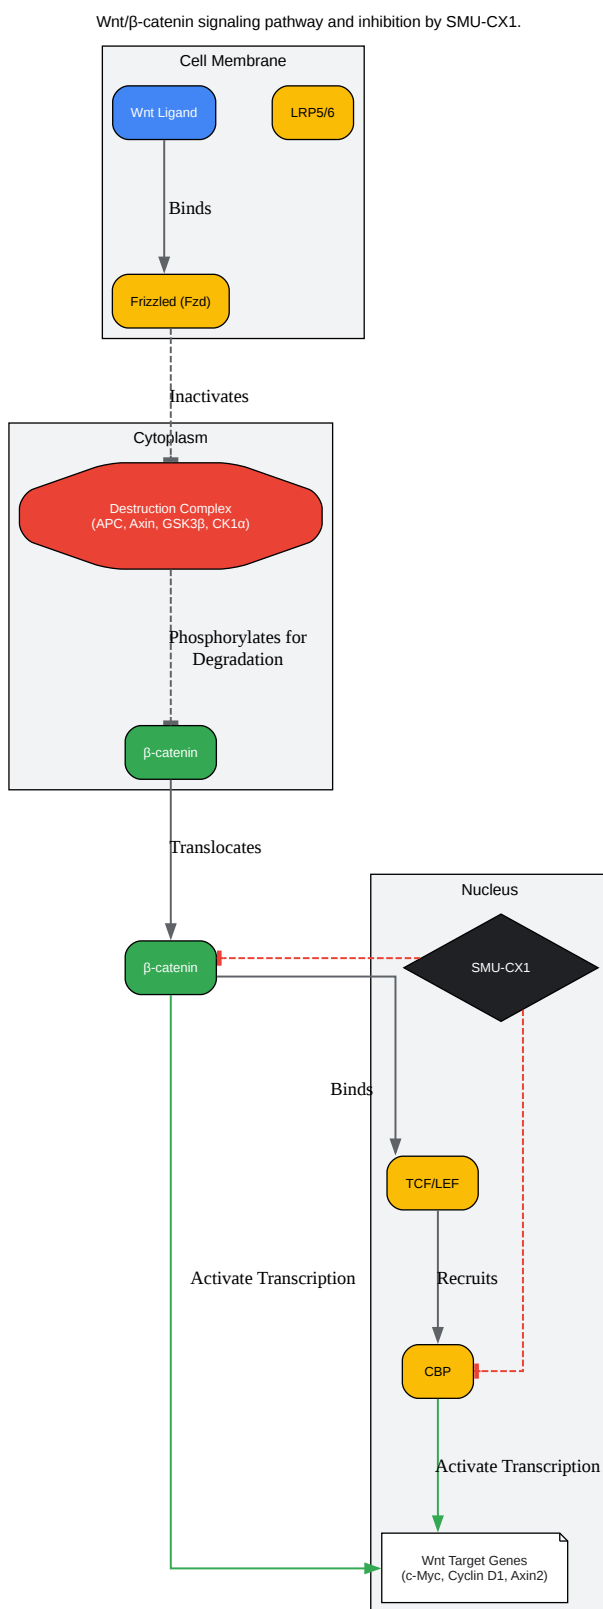 Wnt/β-catenin signaling pathway and inhibition by SMU-CX1.
Cell Membrane
Wnt Ligand
LRP5/6
Binds
Frizzled (Fzd)
Inactivates
Cytoplasm
Destruction Complex
(APC, Axin, GSK3β, CK1α)
Phosphorylates for
Degradation
β-catenin
Translocates
Nucleus
β-catenin
SMU-CX1
Binds
TCF/LEF
Activate Transcription
Recruits
CBP
Activate Transcription
Wnt Target Genes
(c-Myc, Cyclin D1, Axin2)